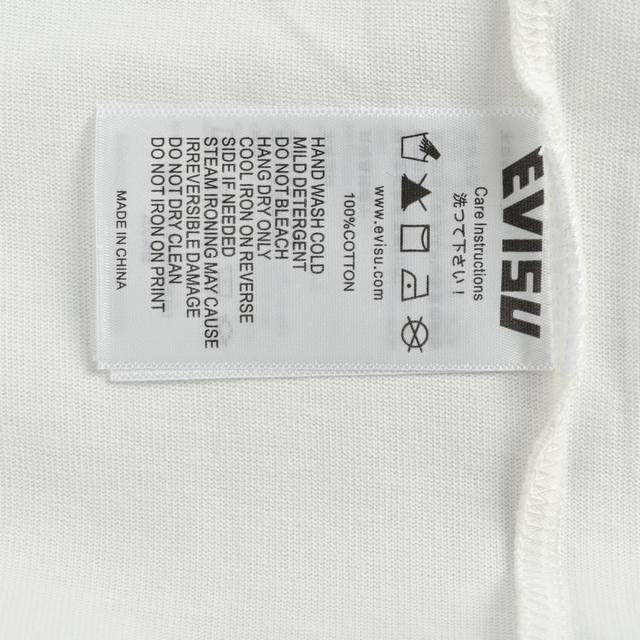 EVISU
Care Instructions
洗って下さい！
www.evisu.com
100%COTTON
HAND WASH COLD
MILD DETERGENT
DO NOT BLEACH
HANG DRY ONLY
COOL IRON ON REVERSE
SIDE IF NEEDED
STEAM IRONING MAY CAUSE
IRREVERSIBLE DAMAGE
DO NOT DRY CLEAN
DO NOT IRON ON PRINT
MADE IN CHINA